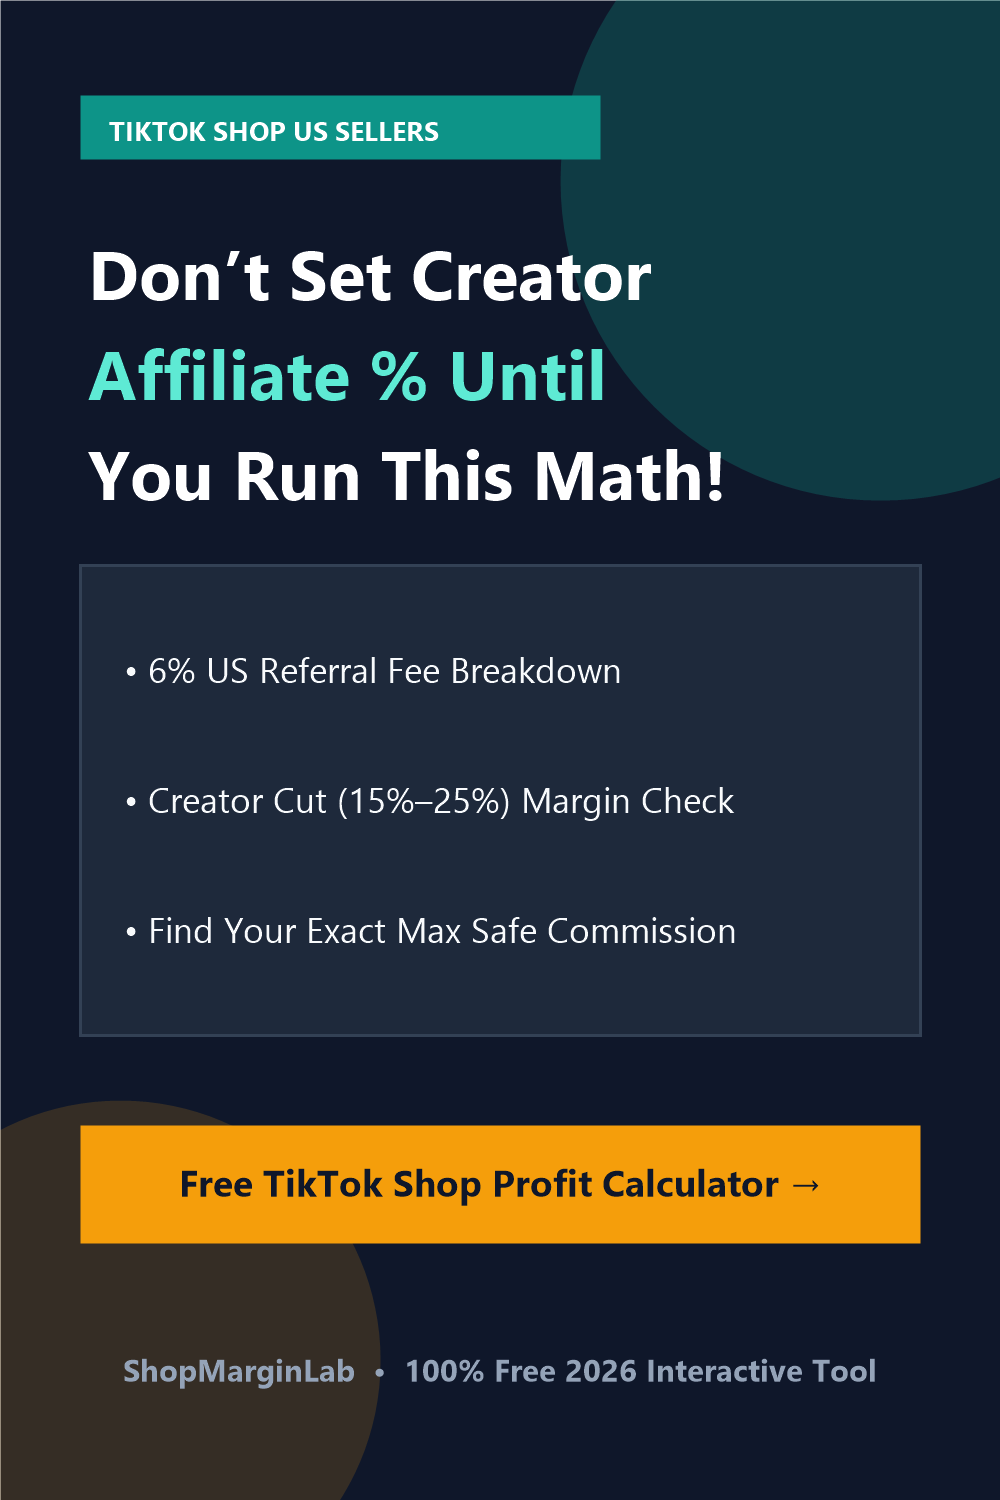 TIKTOK SHOP US SELLERS
Don’t Set Creator
Affiliate % Until
You Run This Math!
• 6% US Referral Fee Breakdown
• Creator Cut (15%–25%) Margin Check
• Find Your Exact Max Safe Commission
Free TikTok Shop Profit Calculator →
ShopMarginLab • 100% Free 2026 Interactive Tool